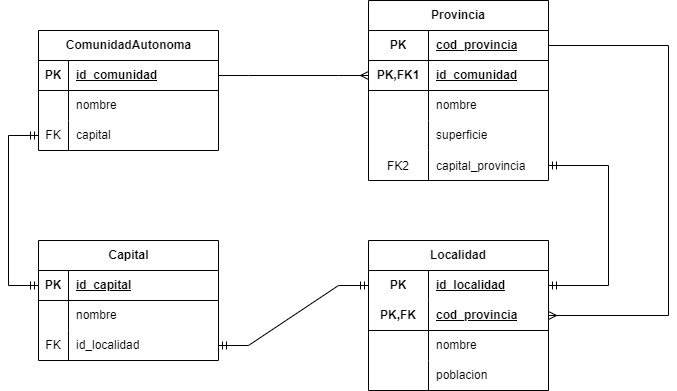 ComunidadAutonoma
PK id_comunidad
nombre
FK capital
Provincia
PK cod_provincia
PK,FK1 id_comunidad
nombre
superficie
FK2 capital_provincia
Capital
PK id_capital
nombre
FK id_localidad
Localidad
PK id_localidad
PK,FK cod_provincia
nombre
poblacion